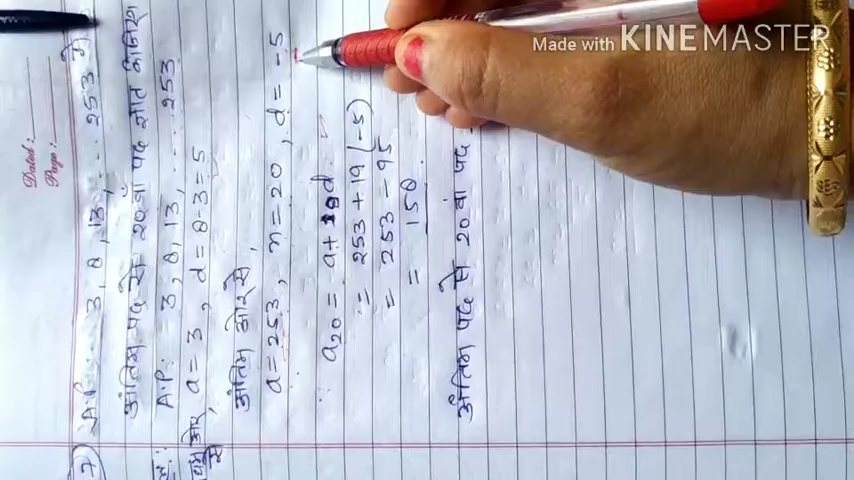 Dated:
Page:
7) A.P. 3, 8, 13, ... 253 में
अंतिम पद से 20वाँ पद ज्ञात कीजिए
A.P: 3, 8, 13, ..... 253
a = 3, d = 8-3=5
अंतिम ओर से,
a = 253, n = 20, d = -5
a20 = a + 19d
= 253 + 19 (-5)
= 253 - 95
= 158
अंतिम पद से 20 वा पद
Made with KINEMASTER